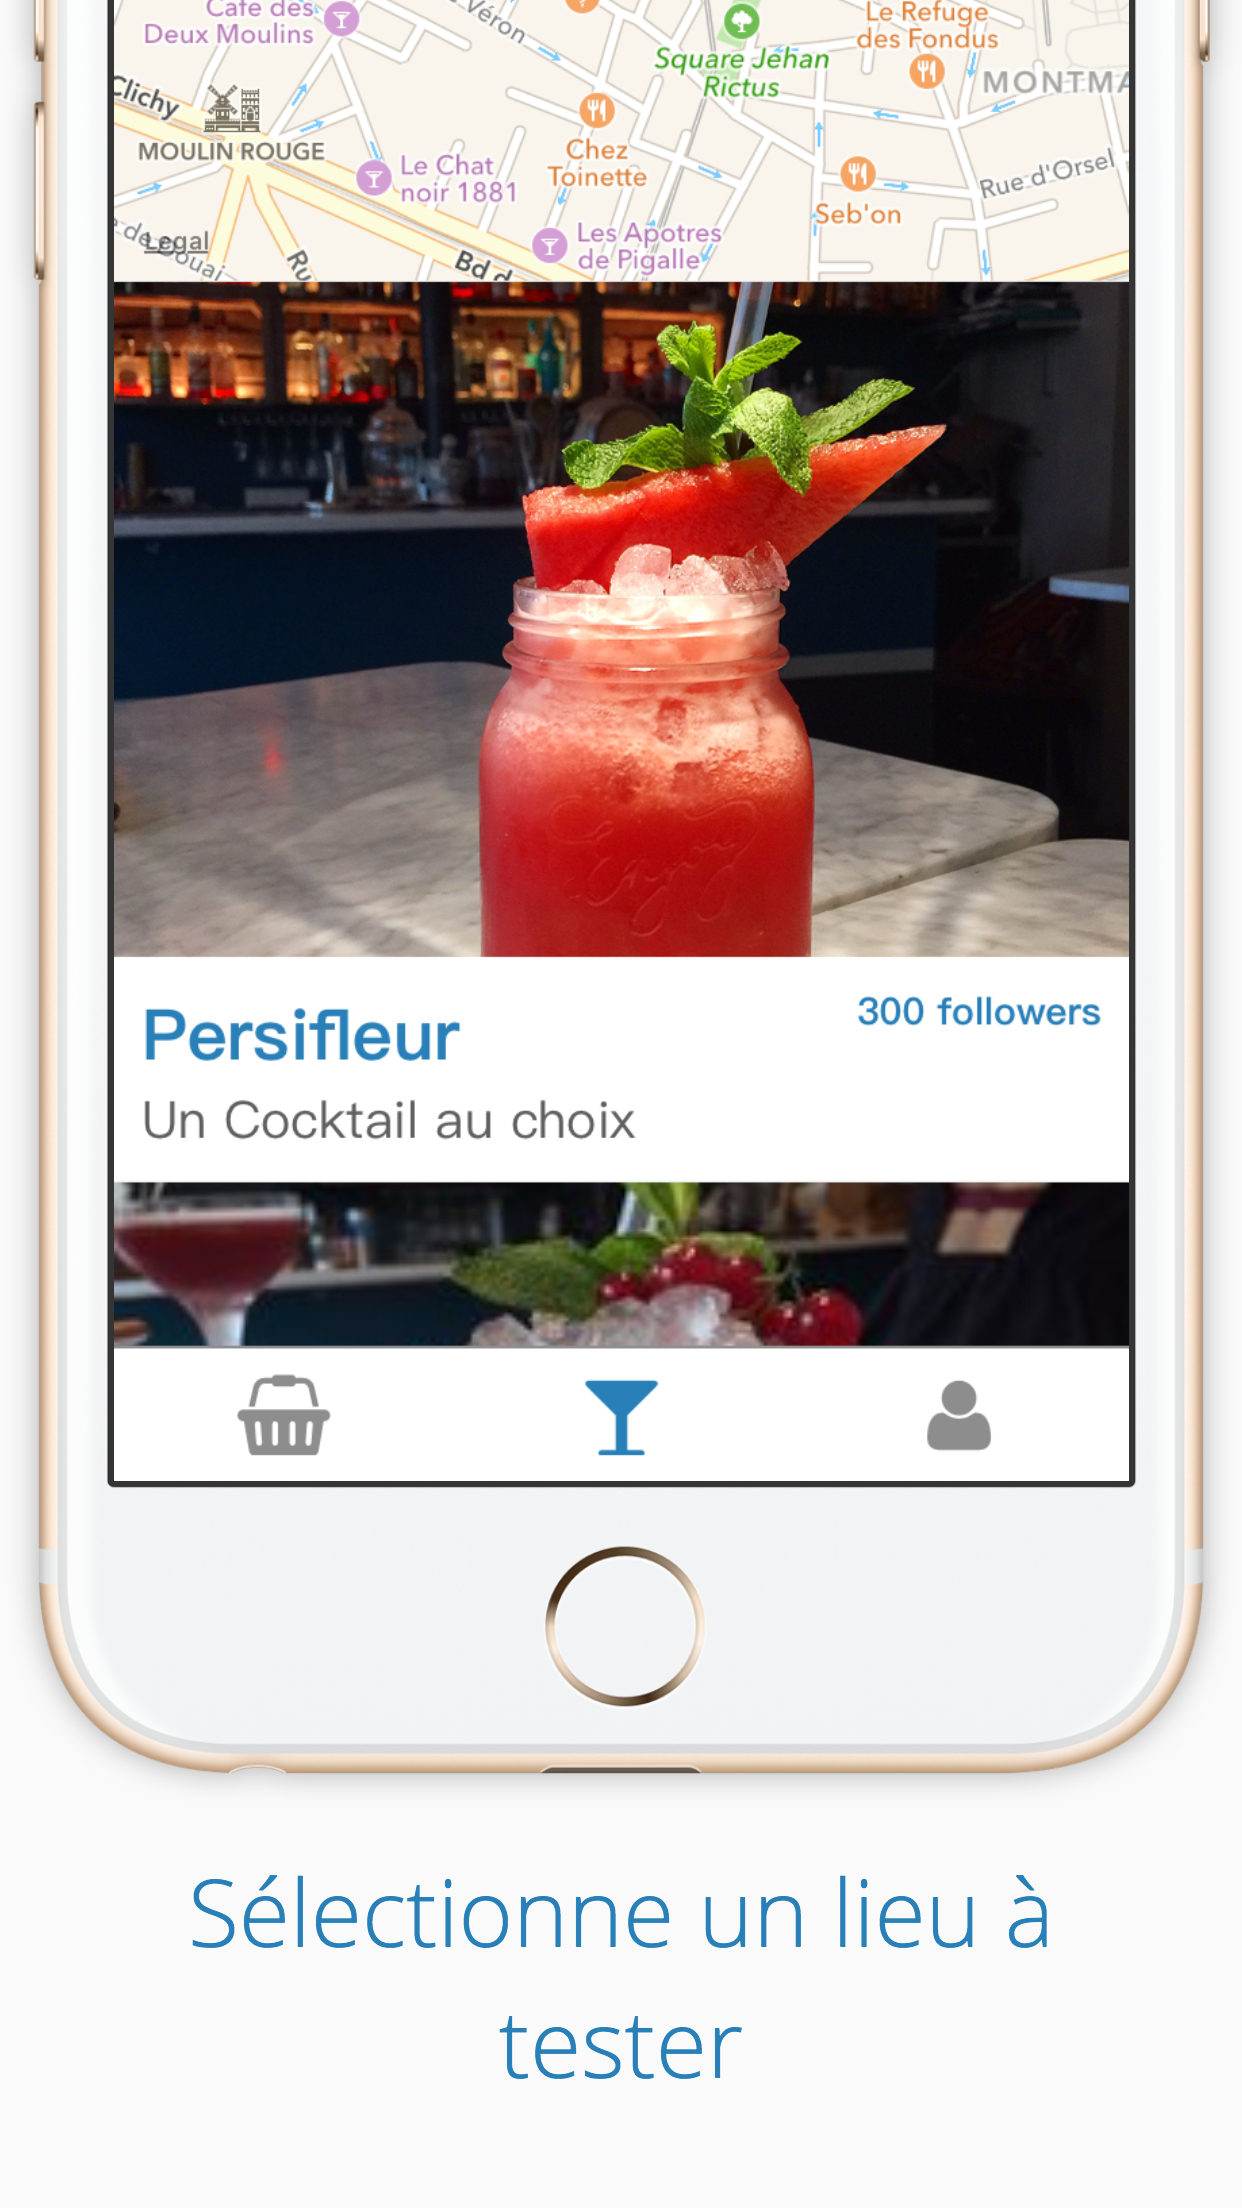 Café des
Deux Moulins
Véron
Le Refuge
des Fondus
Square Jehan
Rictus
MONTMA
Clichy
MOULIN ROUGE
Chez
Toinette
Le Chat
noir 1881
Rue d'Orsel
Seb'on
Les Apotres
de Pigalle
Legal
de Douai
Ru
Bd d
Enjoy
Persifleur
300 followers
Un Cocktail au choix
Sélectionne un lieu à
tester